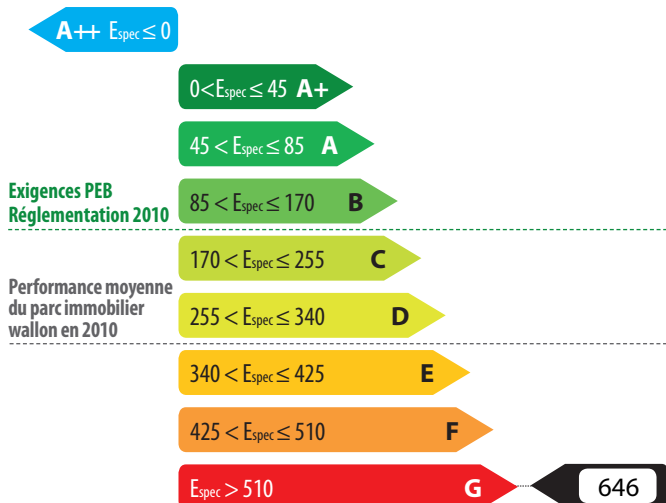 A++ Espec ≤ 0
0<Espec ≤ 45 A+
45 < Espec ≤ 85 A
Exigences PEB
Réglementation 2010
85 < Espec ≤ 170 B
170 < Espec ≤ 255 C
Performance moyenne
du parc immobilier
wallon en 2010
255 < Espec ≤ 340 D
340 < Espec ≤ 425 E
425 < Espec ≤ 510 F
Espec > 510 G 646